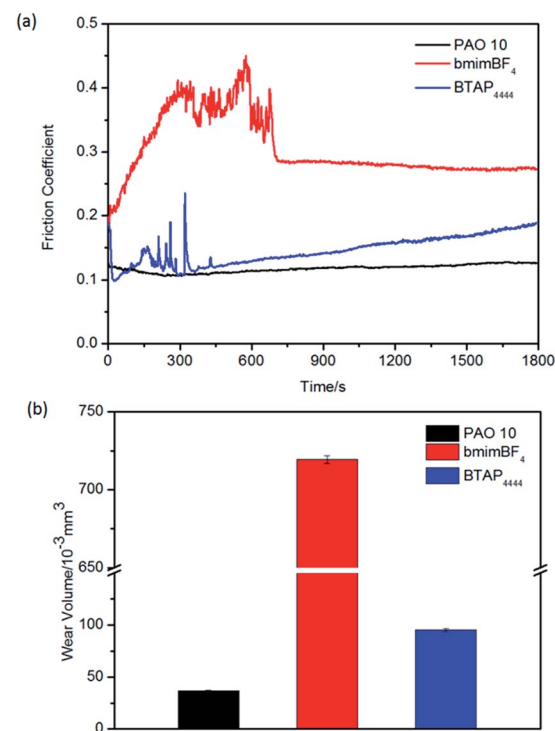 (a)
0.5
0.4
0.3
0.2
0.1
0.0
Friction Coefficient
PAO 10
bmimBF₄
BTAP₄₄₄₄
0 300 600 900 1200 1500 1800
Time/s
(b)
750
700
650
100
50
0
Wear Volume/10⁻³mm³
PAO 10
bmimBF₄
BTAP₄₄₄₄